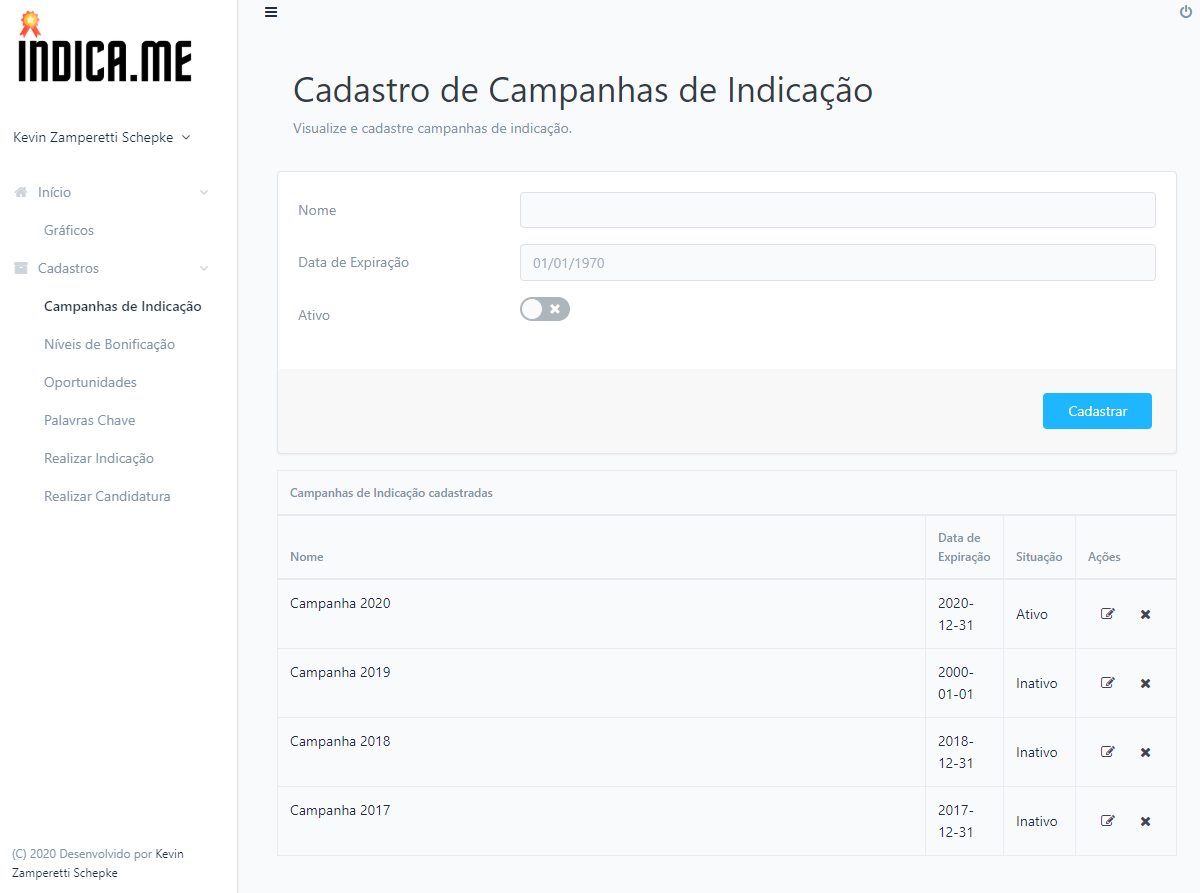 INDICA.ME
Kevin Zamperetti Schepke
Início
Gráficos
Cadastros
Campanhas de Indicação
Níveis de Bonificação
Oportunidades
Palavras Chave
Realizar Indicação
Realizar Candidatura
(C) 2020 Desenvolvido por Kevin
Zamperetti Schepke
Cadastro de Campanhas de Indicação
Visualize e cadastre campanhas de indicação.
Nome
Data de Expiração
01/01/1970
Ativo
Cadastrar
Campanhas de Indicação cadastradas
Nome
Data de
Expiração
Situação
Ações
Campanha 2020
2020-
12-31
Ativo
Campanha 2019
2000-
01-01
Inativo
Campanha 2018
2018-
12-31
Inativo
Campanha 2017
2017-
12-31
Inativo